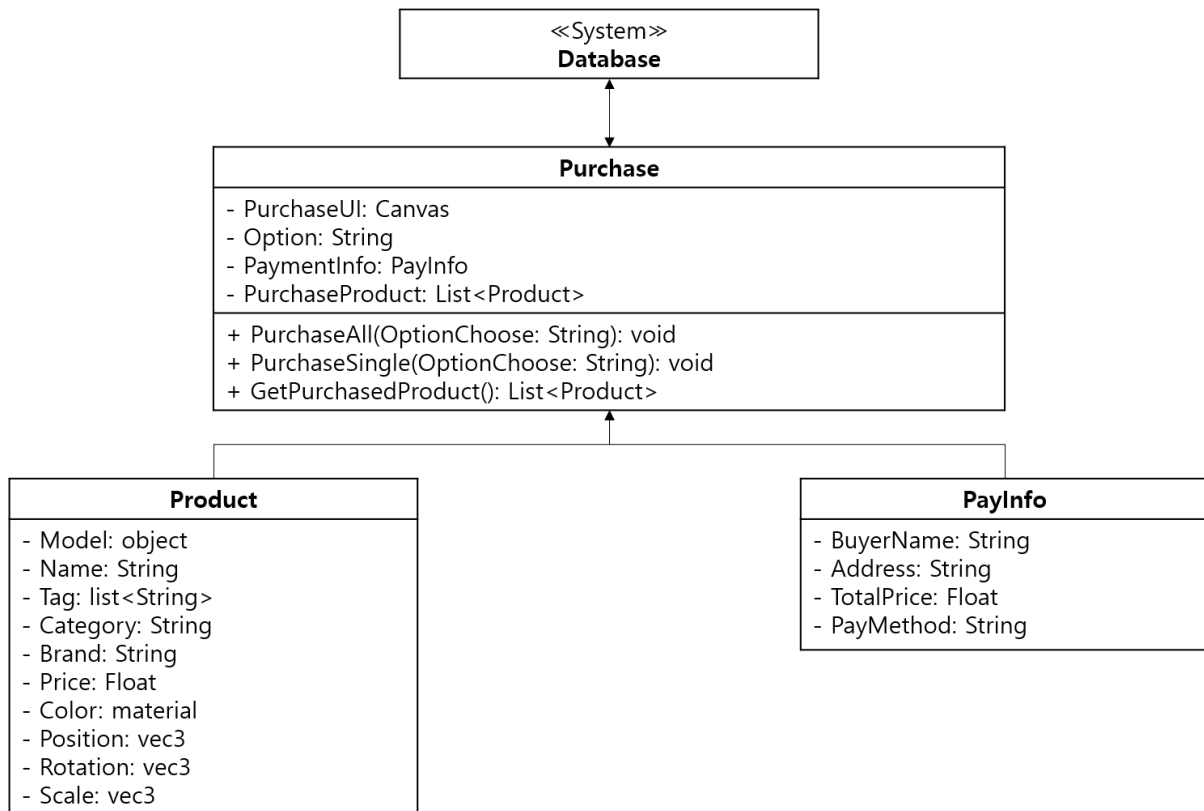 ≪System≫
Database
Purchase
- PurchaseUI: Canvas
- Option: String
- PaymentInfo: PayInfo
- PurchaseProduct: List<Product>
+ PurchaseAll(OptionChoose: String): void
+ PurchaseSingle(OptionChoose: String): void
+ GetPurchasedProduct(): List<Product>
Product
- Model: object
- Name: String
- Tag: list<String>
- Category: String
- Brand: String
- Price: Float
- Color: material
- Position: vec3
- Rotation: vec3
- Scale: vec3
PayInfo
- BuyerName: String
- Address: String
- TotalPrice: Float
- PayMethod: String